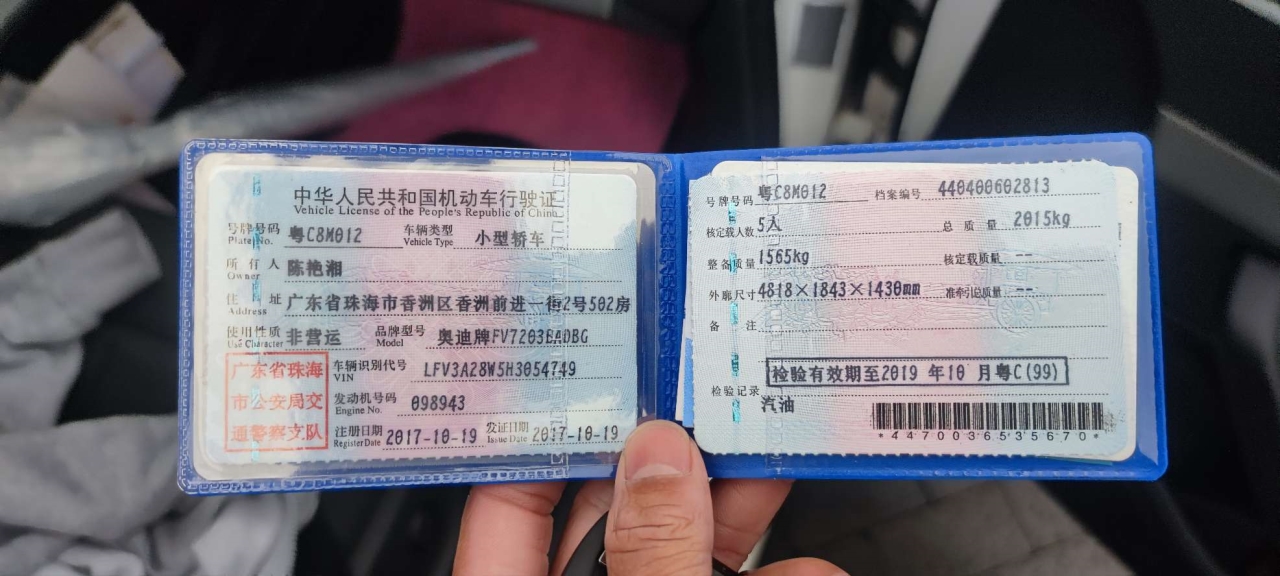 中华人民共和国机动车行驶证
Vehicle License of the People's Republic of China
号牌号码 粤C8M012 车辆类型 小型轿车
Plate No. Vehicle Type
所有人 陈艳湘
Owner
住址 广东省珠海市香洲区香洲前进一街2号502房
Address
使用性质 非营运 品牌型号 奥迪牌FV7203BADBG
Use Character Model
广东省珠海
市公安局交
通警察支队
车辆识别代号 LFV3A28W5H3054749
VIN
发动机号码 098943
Engine No.
注册日期 2017-10-19 发证日期 2017-10-19
Register Date Issue Date
号牌号码 粤C8M012 档案编号 440400602813
核定载人数 5人 总质量 2015kg
整备质量 1565kg 核定载质量 --
外廓尺寸 4818×1843×1430mm 准牵引总质量 --
备注
检验记录 检验有效期至2019 年10 月粤C(99)
汽油
*4470036535670*